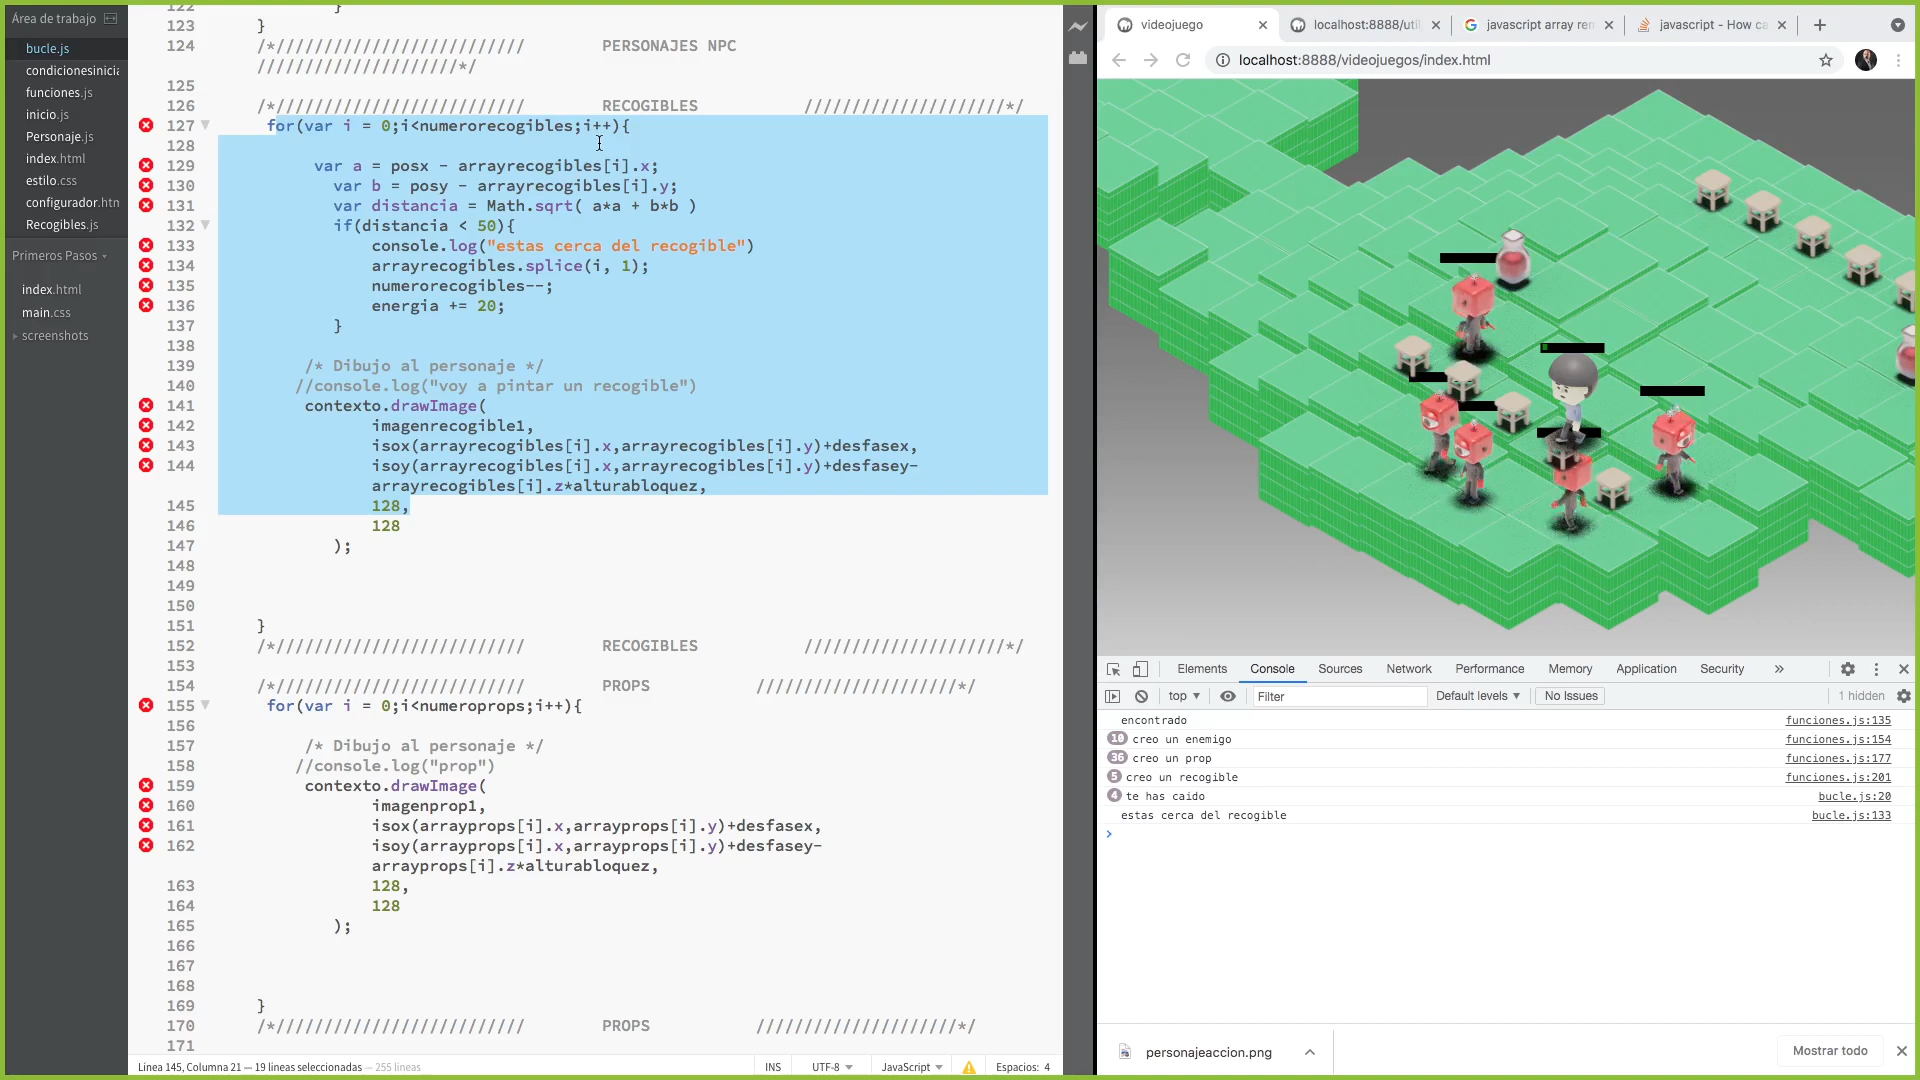 Área de trabajo
bucle.js
condicionesinicia
funciones.js
inicio.js
Personaje.js
index.html
estilo.css
configurador.htm
Recogibles.js
Primeros Pasos
index.html
main.css
screenshots
122 }
123 }
124 /*////////////////////////// PERSONAJES NPC
/////////////////////*/
125
126 /*////////////////////////// RECOGIBLES /////////////////////*/
127 for(var i = 0;i<numerorecogibles;i++){
128
129 var a = posx - arrayrecogibles[i].x;
130 var b = posy - arrayrecogibles[i].y;
131 var distancia = Math.sqrt( a*a + b*b )
132 if(distancia < 50){
133 console.log("estas cerca del recogible")
134 arrayrecogibles.splice(i, 1);
135 numerorecogibles--;
136 energia += 20;
137 }
138
139 /* Dibujo al personaje */
140 //console.log("voy a pintar un recogible")
141 contexto.drawImage(
142 imagenrecogible1,
143 isox(arrayrecogibles[i].x,arrayrecogibles[i].y)+desfasex,
144 isoy(arrayrecogibles[i].x,arrayrecogibles[i].y)+desfasey-
arrayrecogibles[i].z*alturabloquez,
145 128,
146 128
147 );
148
149
150
151 }
152 /*////////////////////////// RECOGIBLES /////////////////////*/
153
154 /*////////////////////////// PROPS /////////////////////*/
155 for(var i = 0;i<numeroprops;i++){
156
157 /* Dibujo al personaje */
158 //console.log("prop")
159 contexto.drawImage(
160 imagenprop1,
161 isox(arrayprops[i].x,arrayprops[i].y)+desfasex,
162 isoy(arrayprops[i].x,arrayprops[i].y)+desfasey-
arrayprops[i].z*alturabloquez,
163 128,
164 128
165 );
166
167
168
169 }
170 /*////////////////////////// PROPS /////////////////////*/
171
Línea 145, Columna 21 — 19 líneas seleccionadas — 255 líneas
INS UTF-8 JavaScript Espacios: 4
videojuego localhost:8888/util javascript array rem javascript - How ca
localhost:8888/videojuegos/index.html
Elements Console Sources Network Performance Memory Application Security
top Filter Default levels No Issues 1 hidden
encontrado funciones.js:135
10 creo un enemigo funciones.js:154
36 creo un prop funciones.js:177
5 creo un recogible funciones.js:201
4 te has caido bucle.js:20
estas cerca del recogible bucle.js:133
personajeaccion.png Mostrar todo